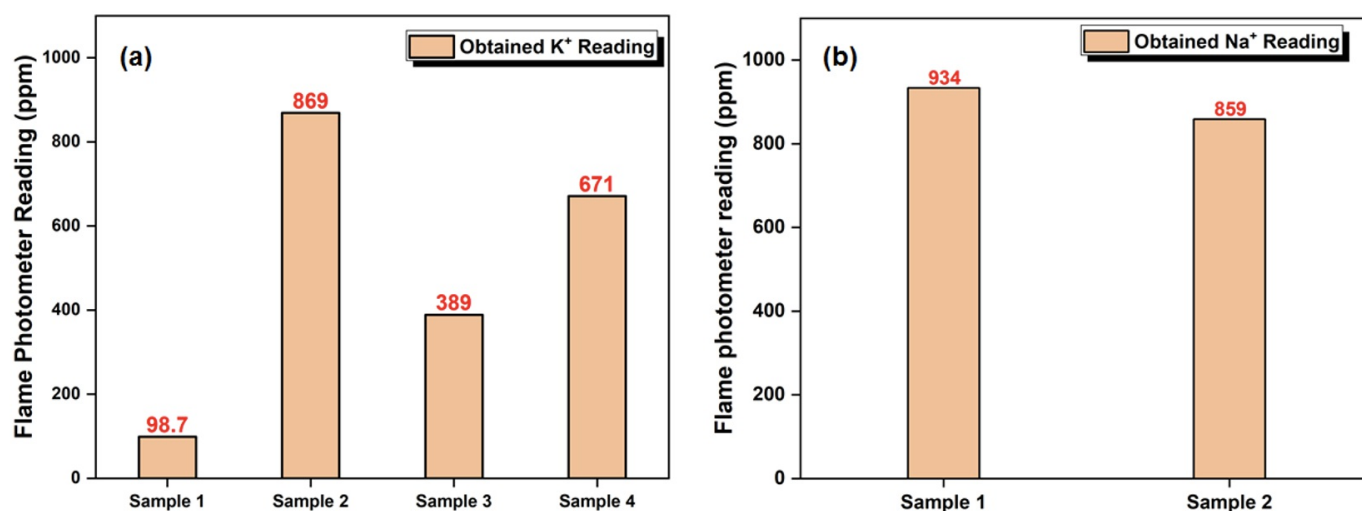 (a)
Obtained K⁺ Reading
Flame Photometer Reading (ppm)
1000
800
600
400
200
0
98.7
869
389
671
Sample 1 Sample 2 Sample 3 Sample 4
(b)
Obtained Na⁺ Reading
Flame photometer reading (ppm)
1000
800
600
400
200
0
934
859
Sample 1 Sample 2